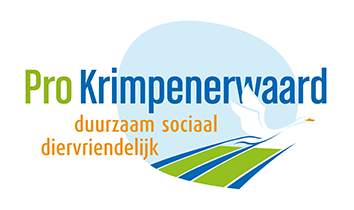 Pro Krimpenerwaard
duurzaam sociaal
diervriendelijk